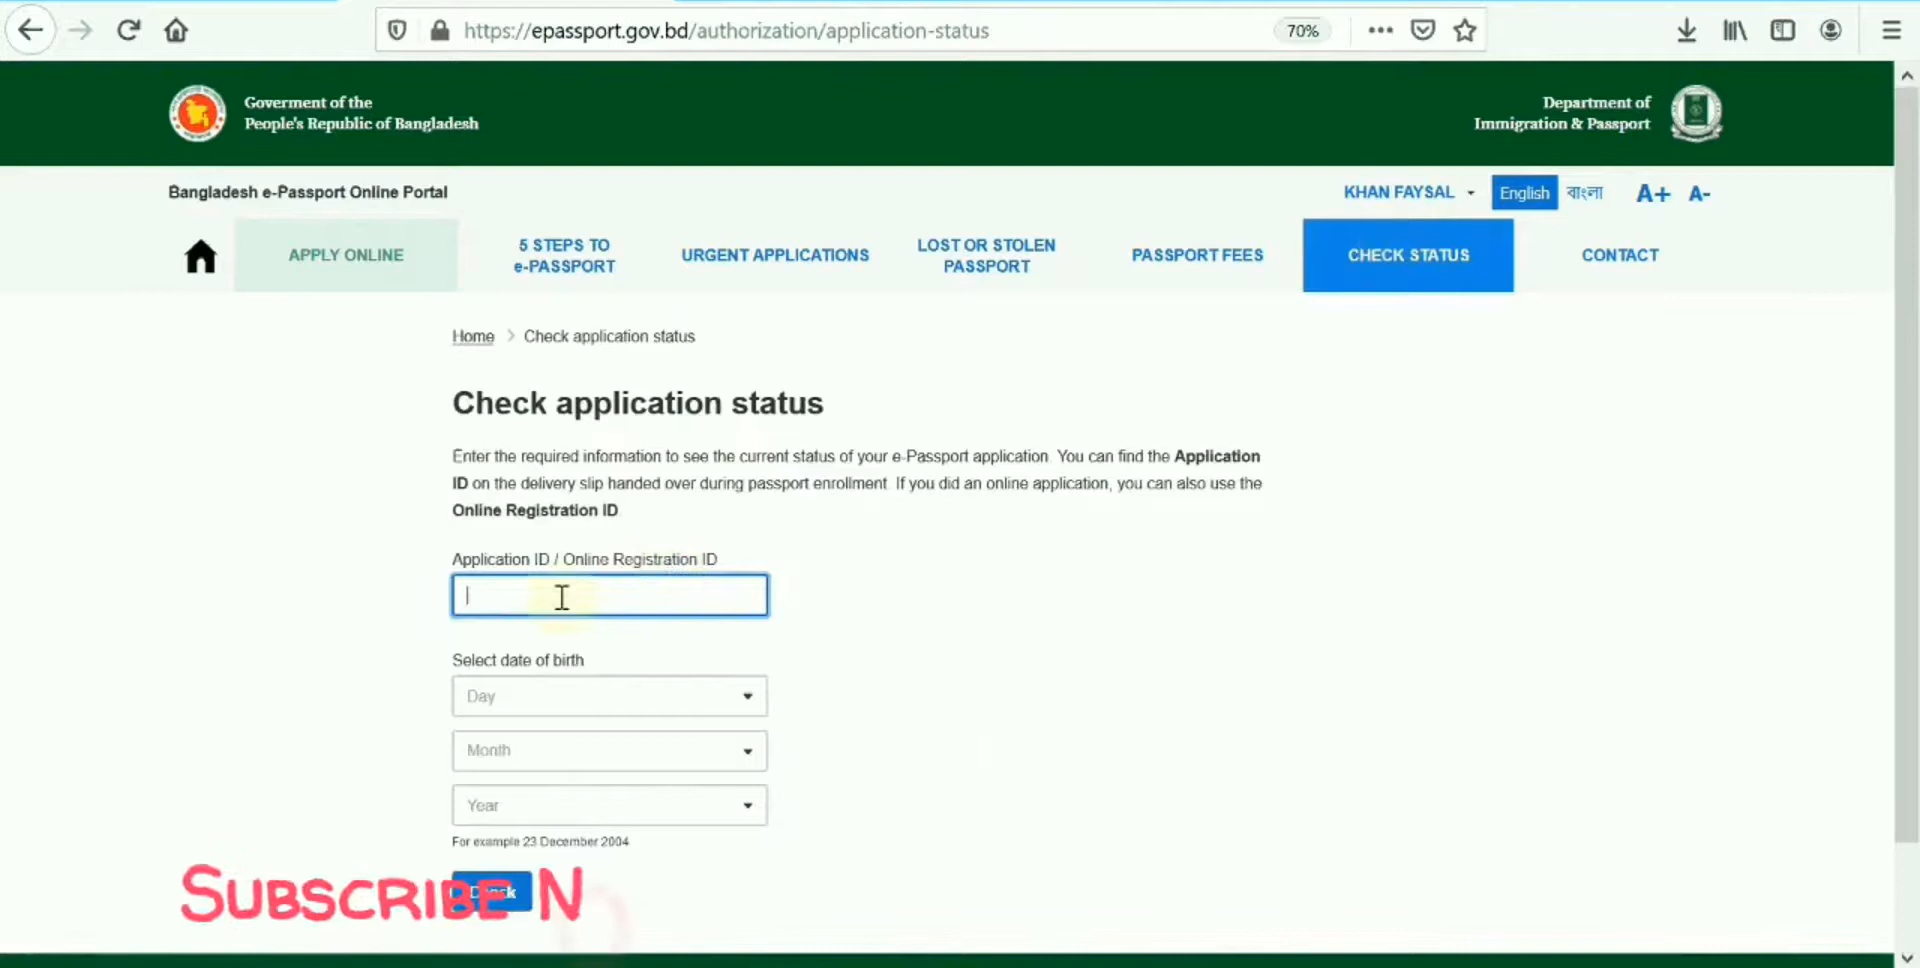 https://epassport.gov.bd/authorization/application-status
70%
Goverment of the
People's Republic of Bangladesh
Department of
Immigration & Passport
Bangladesh e-Passport Online Portal
KHAN FAYSAL
English
বাংলা
A+ A-
APPLY ONLINE
5 STEPS TO
e-PASSPORT
URGENT APPLICATIONS
LOST OR STOLEN
PASSPORT
PASSPORT FEES
CHECK STATUS
CONTACT
Home > Check application status
Check application status
Enter the required information to see the current status of your e-Passport application. You can find the Application
ID on the delivery slip handed over during passport enrollment. If you did an online application, you can also use the
Online Registration ID
Application ID / Online Registration ID
Select date of birth
Day
Month
Year
For example 23 December 2004
SUBSCRIBE N